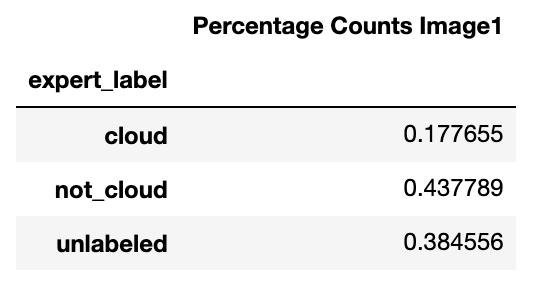 Percentage Counts Image1
expert_label
cloud 0.177655
not_cloud 0.437789
unlabeled 0.384556